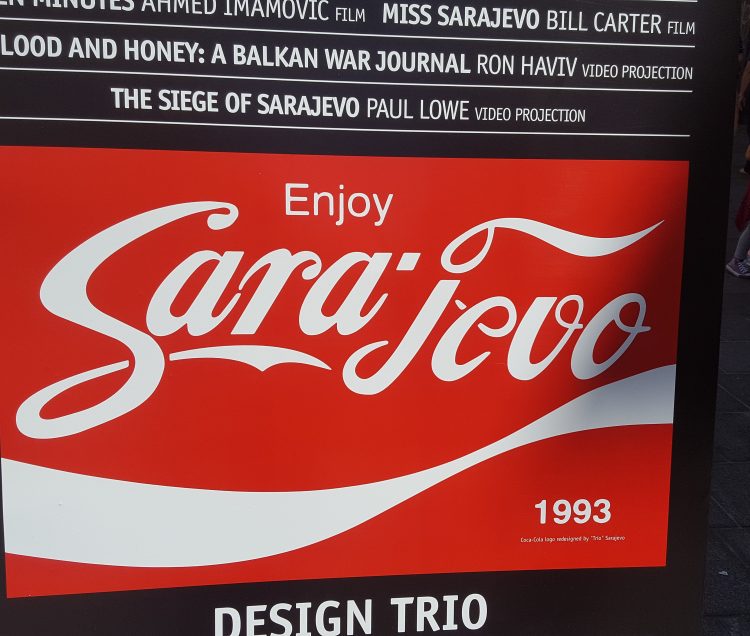 EN MINUTES AHMED IMAMOVIC FILM MISS SARAJEVO BILL CARTER FILM
LOOD AND HONEY: A BALKAN WAR JOURNAL RON HAVIV VIDEO PROJECTION
THE SIEGE OF SARAJEVO PAUL LOWE VIDEO PROJECTION
Enjoy
Sarajevo
1993
Coca-Cola logo redesigned by "Trio" Sarajevo
DESIGN TRIO